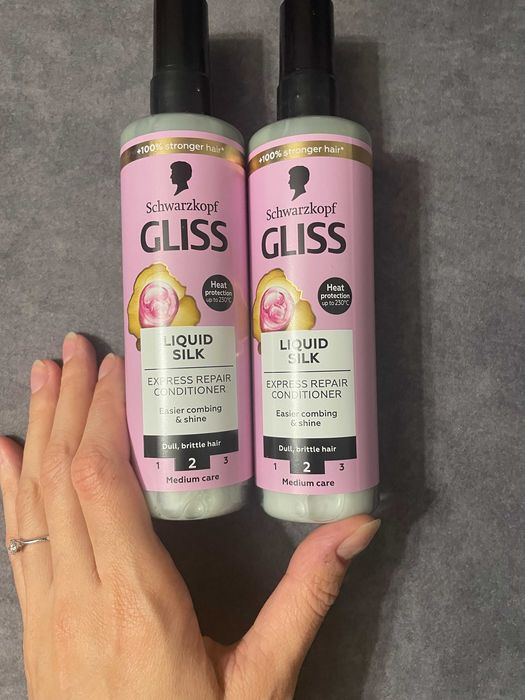 +100% stronger hair*
Schwarzkopf
GLISS
Heat
protection
up to 230°C
LIQUID
SILK
EXPRESS REPAIR
CONDITIONER
Easier combing
& shine
Dull, brittle hair
1 2 3
Medium care
+100% stronger hair*
Schwarzkopf
GLISS
Heat
protection
up to 230°C
LIQUID
SILK
EXPRESS REPAIR
CONDITIONER
Easier combing
& shine
Dull, brittle hair
1 2 3
Medium care